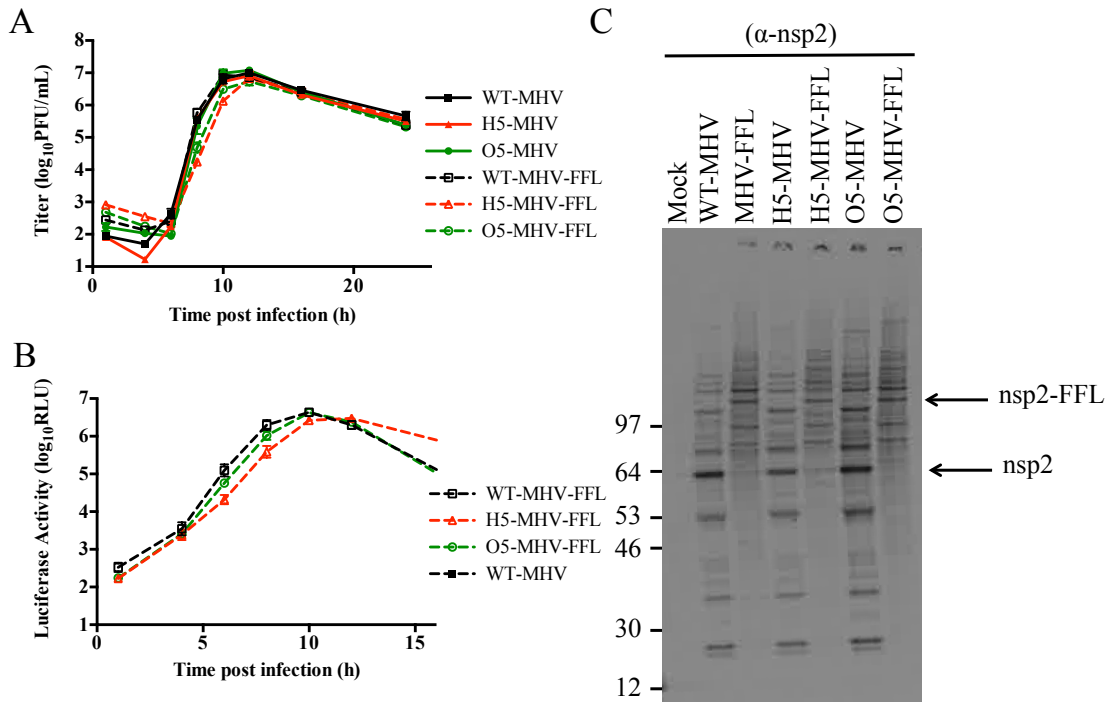 A
Titer (log10PFU/mL)
8
7
6
5
4
3
2
1
0
10
20
Time post infection (h)
WT-MHV
H5-MHV
O5-MHV
WT-MHV-FFL
H5-MHV-FFL
O5-MHV-FFL
B
Luciferase Activity (log10RLU)
7
6
5
4
3
2
1
0
5
10
15
Time post infection (h)
WT-MHV-FFL
H5-MHV-FFL
O5-MHV-FFL
WT-MHV
C
(α-nsp2)
Mock
WT-MHV
MHV-FFL
H5-MHV
H5-MHV-FFL
O5-MHV
O5-MHV-FFL
97
64
53
46
30
12
nsp2-FFL
nsp2